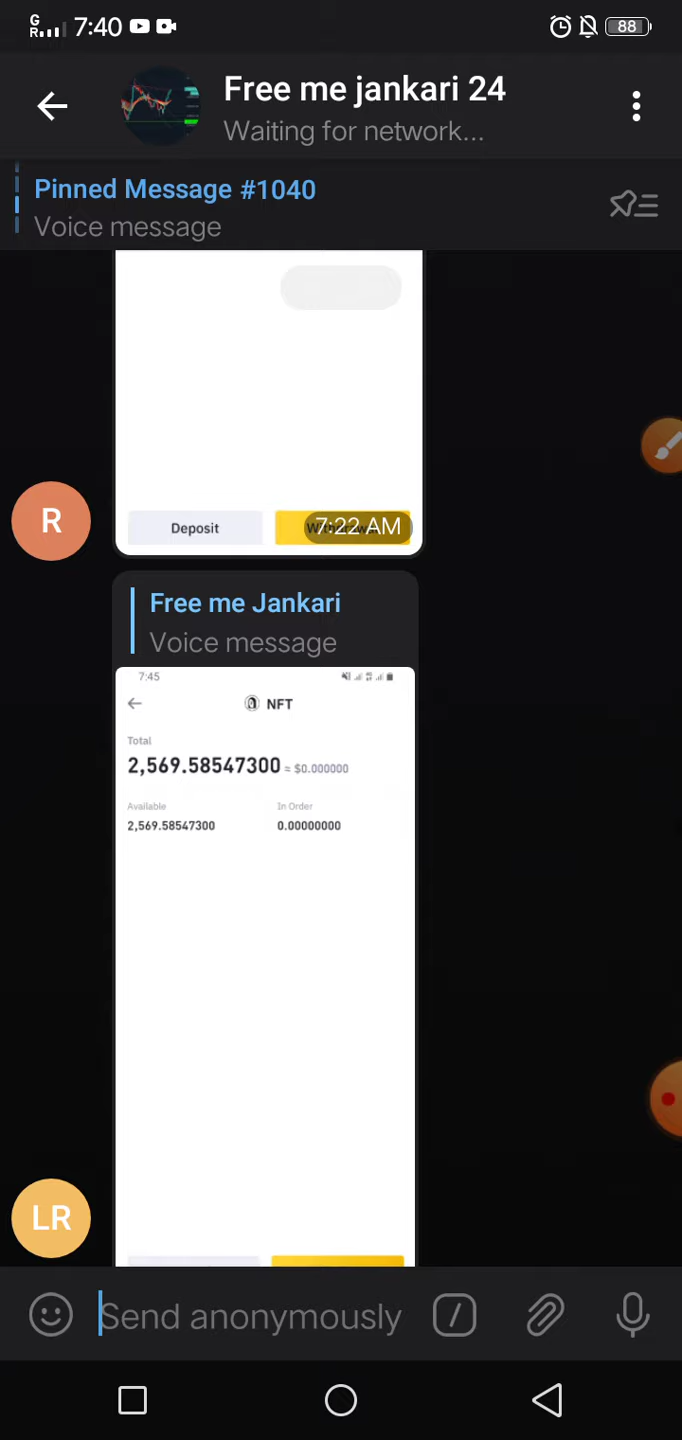 G
R
7:40
88
Free me jankari 24
Waiting for network...
Pinned Message #1040
Voice message
R
Deposit
7:22 AM
Free me Jankari
Voice message
7:45
NFT
Total
2,569.58547300 ≈ $0.000000
Available In Order
2,569.58547300 0.00000000
LR
Send anonymously